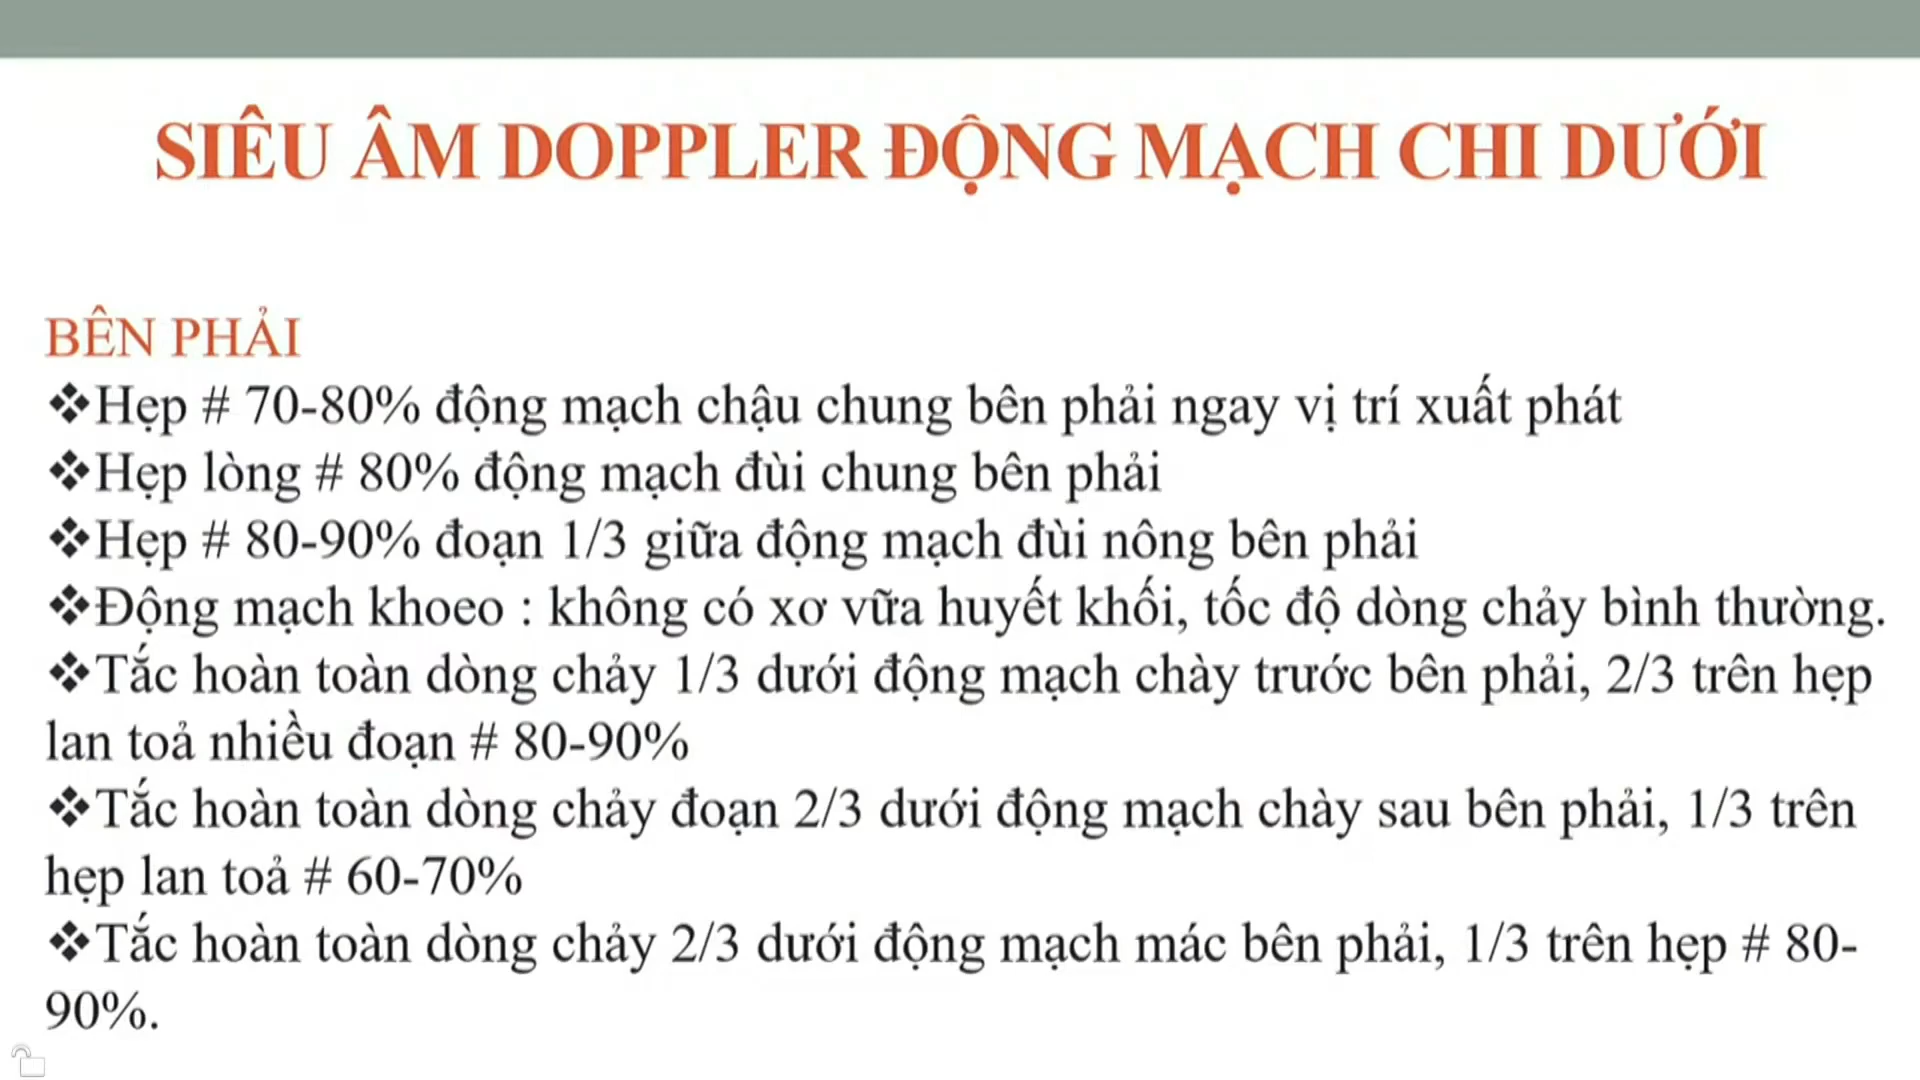 SIÊU ÂM DOPPLER ĐỘNG MẠCH CHI DƯỚI
BÊN PHẢI
❖Hẹp # 70-80% động mạch chậu chung bên phải ngay vị trí xuất phát
❖Hẹp lòng # 80% động mạch đùi chung bên phải
❖Hẹp # 80-90% đoạn 1/3 giữa động mạch đùi nông bên phải
❖Động mạch khoeo : không có xơ vữa huyết khối, tốc độ dòng chảy bình thường.
❖Tắc hoàn toàn dòng chảy 1/3 dưới động mạch chày trước bên phải, 2/3 trên hẹp
lan toả nhiều đoạn # 80-90%
❖Tắc hoàn toàn dòng chảy đoạn 2/3 dưới động mạch chày sau bên phải, 1/3 trên
hẹp lan toả # 60-70%
❖Tắc hoàn toàn dòng chảy 2/3 dưới động mạch mác bên phải, 1/3 trên hẹp # 80-
90%.